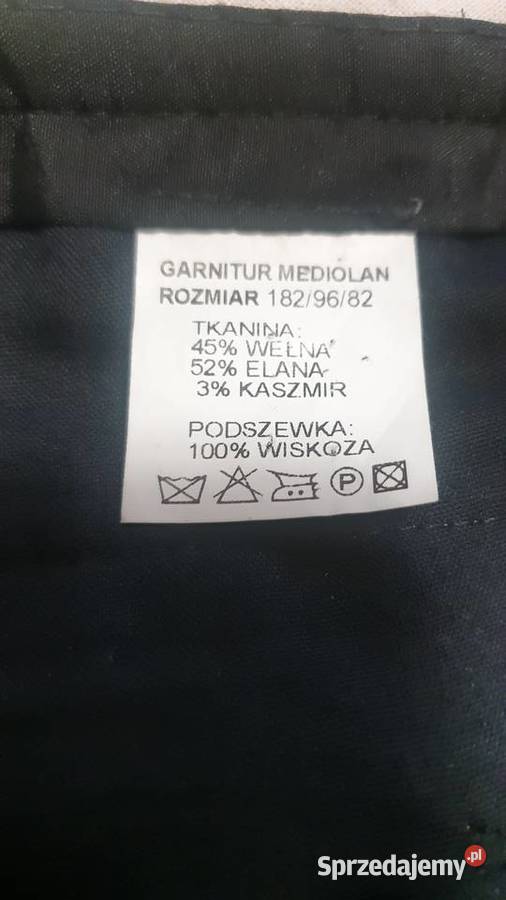 GARNITUR MEDIOLAN
ROZMIAR 182/96/82
TKANINA:
45% WEŁNA
52% ELANA
3% KASZMIR
PODSZEWKA:
100% WISKOZA
P
Sprzedajemy.pl